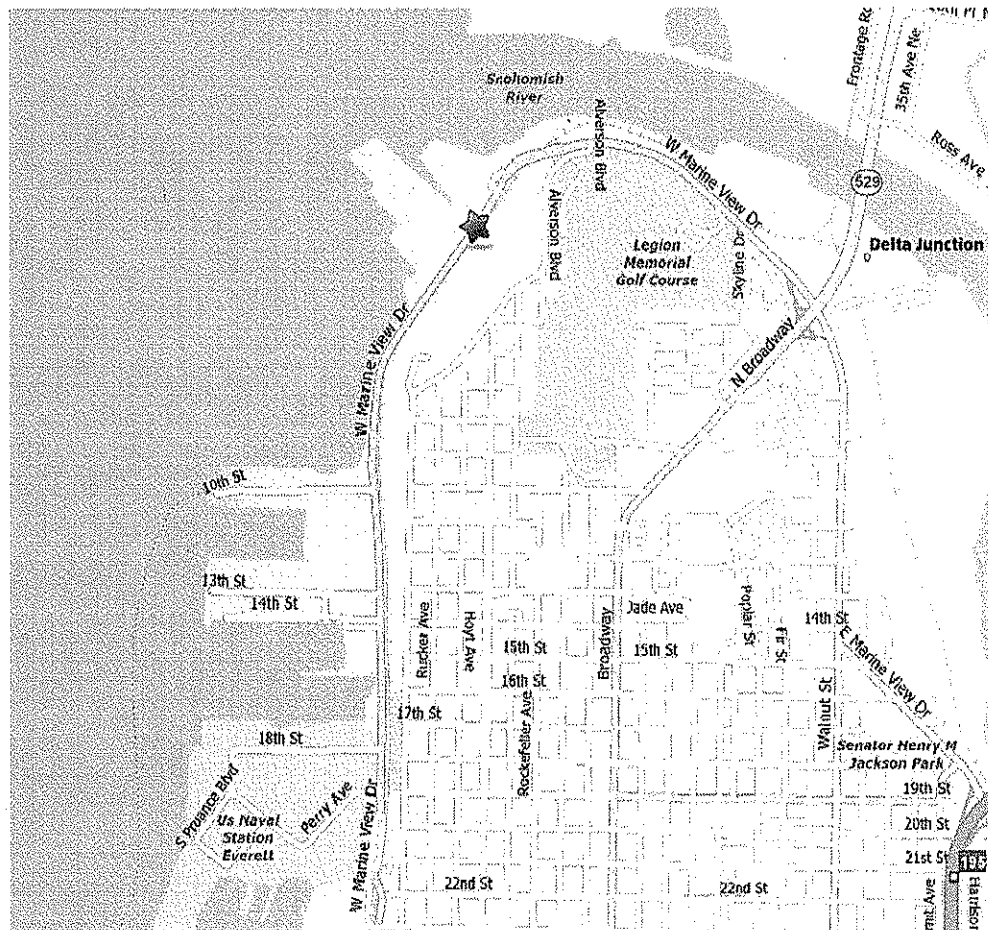 Frontage Rd
35th Ave Ne
Snohomish
River
Alverson Blvd
W Marine View Dr
Ross Ave
529
Alverson Blvd
Legion
Memorial
Golf Course
Skyline Dr
Delta Junction
W Marine View Dr
N Broadway
10th St
13th St
14th St
Rucker Ave
Hoyt Ave
Broadway
Jade Ave
Poplar St
Fir St
14th St
15th St
15th St
E Marine View Dr
16th St
17th St
Rockefeller Ave
Walnut St
18th St
Senator Henry M
Jackson Park
19th St
S Proance Blvd
Perry Ave
Us Naval
Station
Everett
W Marine View Dr
20th St
21st St
22nd St
22nd St
Harrison